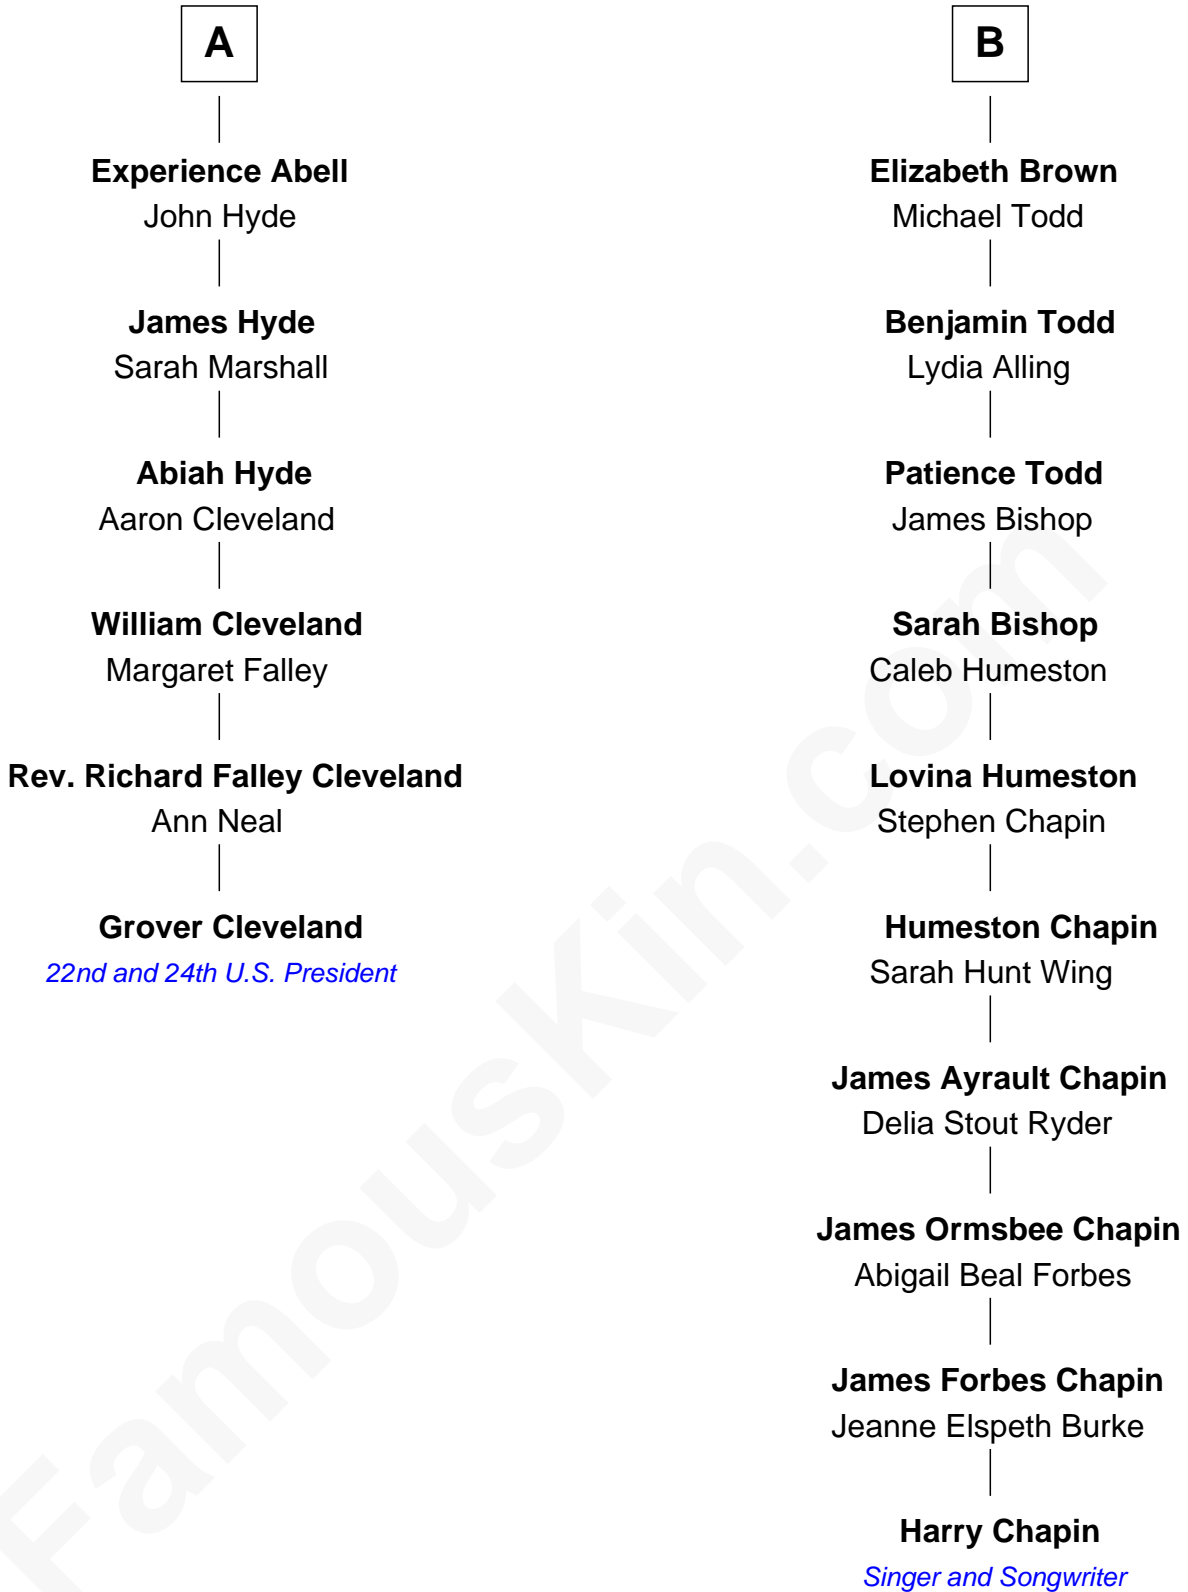 A
Experience Abell
John Hyde
James Hyde
Sarah Marshall
Abiah Hyde
Aaron Cleveland
William Cleveland
Margaret Falley
Rev. Richard Falley Cleveland
Ann Neal
Grover Cleveland
22nd and 24th U.S. President
B
Elizabeth Brown
Michael Todd
Benjamin Todd
Lydia Alling
Patience Todd
James Bishop
Sarah Bishop
Caleb Humeston
Lovina Humeston
Stephen Chapin
Humeston Chapin
Sarah Hunt Wing
James Ayrault Chapin
Delia Stout Ryder
James Ormsbee Chapin
Abigail Beal Forbes
James Forbes Chapin
Jeanne Elspeth Burke
Harry Chapin
Singer and Songwriter
FamousKin.com